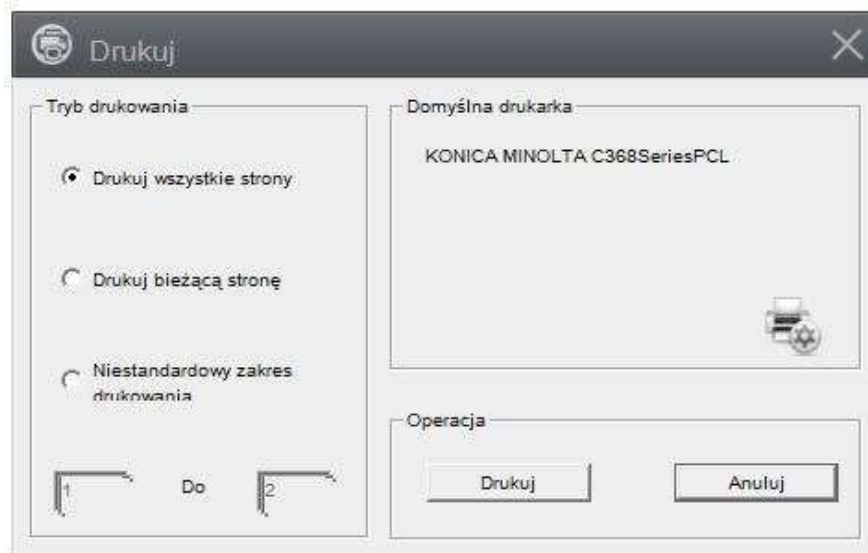 Drukuj
Tryb drukowania
Drukuj wszystkie strony
Drukuj bieżącą stronę
Niestandardowy zakres
drukowania
1 Do 2
Domyślna drukarka
KONICA MINOLTA C368SeriesPCL
Operacja
Drukuj Anuluj